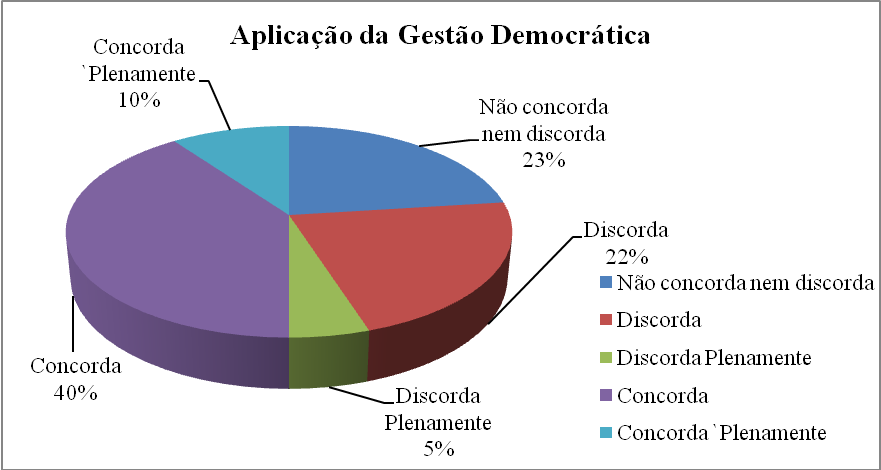 Aplicação da Gestão Democrática
Concorda
`Plenamente
10%
Não concorda
nem discorda
23%
Discorda
22%
Concorda
40%
Discorda
Plenamente
5%
Não concorda nem discorda
Discorda
Discorda Plenamente
Concorda
Concorda `Plenamente